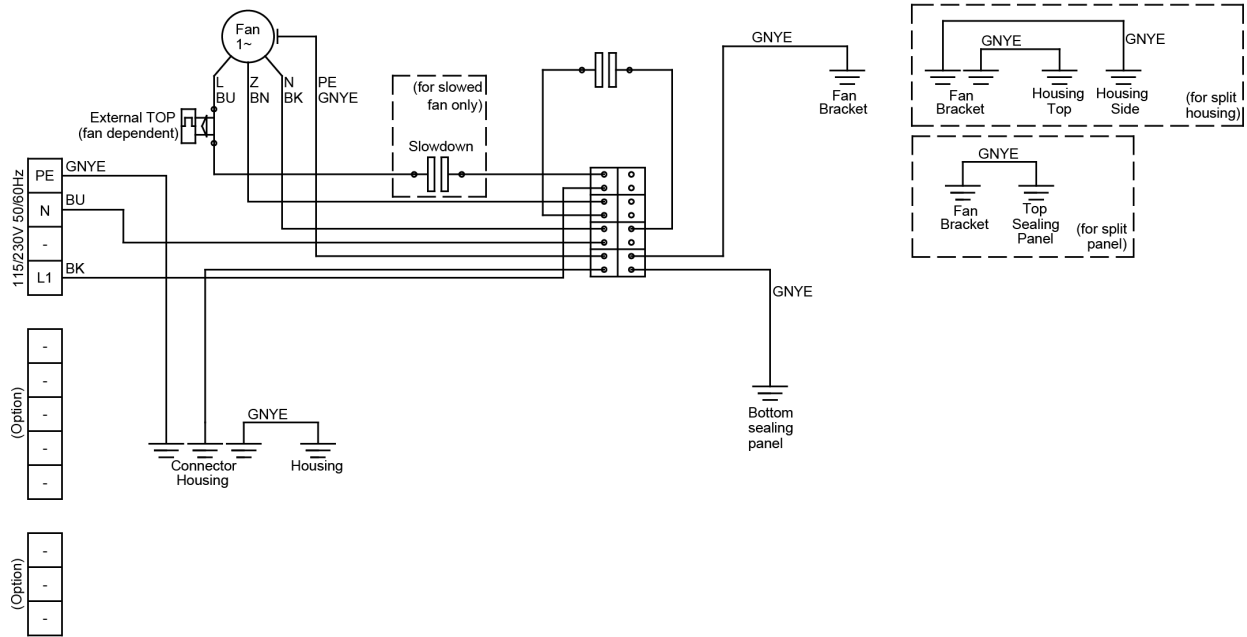 Fan
1~
L
BU
Z
BN
N
BK
PE
GNYE
External TOP
(fan dependent)
(for slowed
fan only)
Slowdown
GNYE
Fan
Bracket
GNYE
GNYE
Fan
Bracket
Housing
Top
Housing
Side
(for split
housing)
GNYE
Fan
Bracket
Top
Sealing
Panel
(for split
panel)
115/230V 50/60Hz
PE
GNYE
N
BU
-
L1
BK
GNYE
Bottom
sealing
panel
GNYE
Connector
Housing
Housing
(Option)
-
-
-
-
-
(Option)
-
-
-